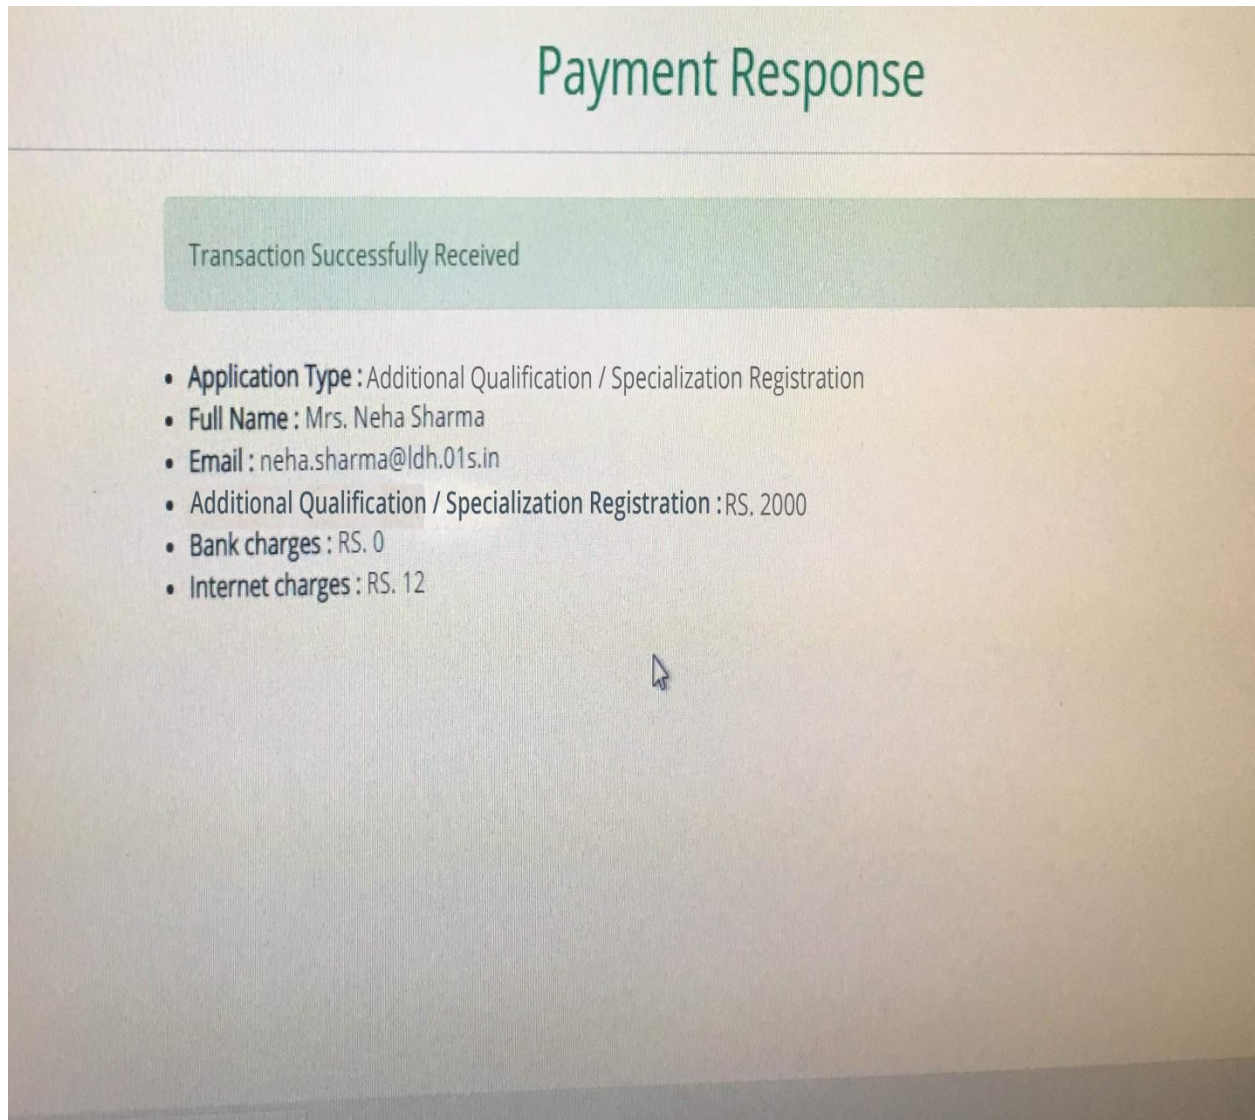 Payment Response
Transaction Successfully Received
• Application Type : Additional Qualification / Specialization Registration
• Full Name : Mrs. Neha Sharma
• Email : neha.sharma@ldh.01s.in
• Additional Qualification / Specialization Registration : RS. 2000
• Bank charges : RS. 0
• Internet charges : RS. 12